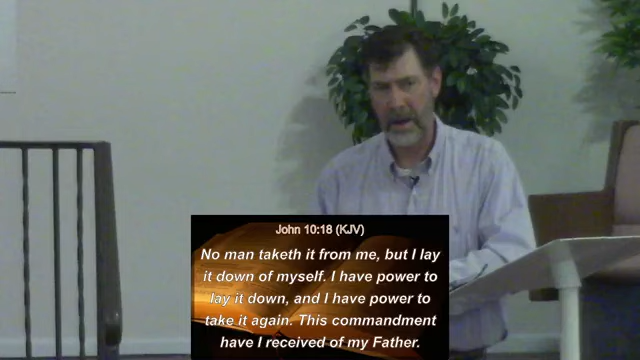 John 10:18 (KJV)
No man taketh it from me, but I lay
it down of myself. I have power to
lay it down, and I have power to
take it again. This commandment
have I received of my Father.